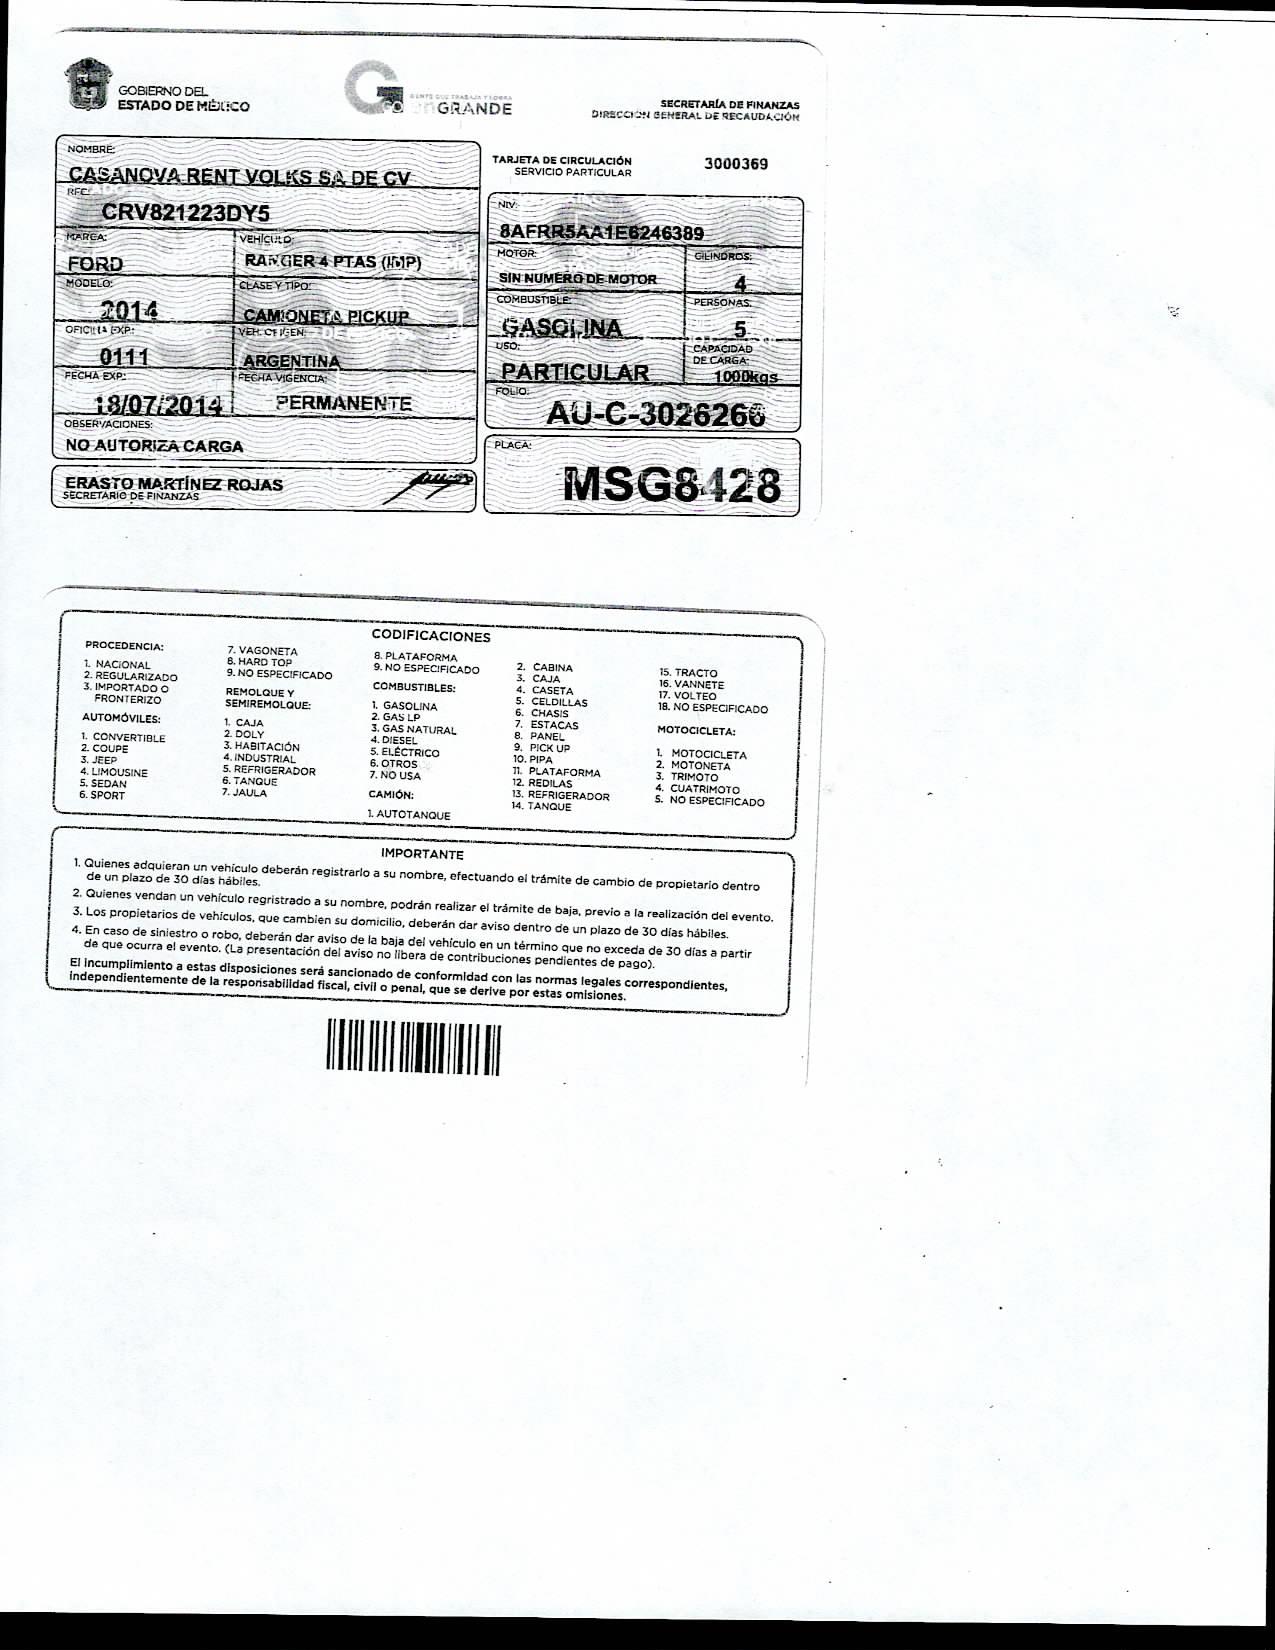 GOBIERNO DEL
ESTADO DE MÉXICO
GENTE QUE TRABAJA Y LOGRA
enGRANDE
SECRETARÍA DE FINANZAS
DIRECCIÓN GENERAL DE RECAUDACIÓN
TARJETA DE CIRCULACIÓN
SERVICIO PARTICULAR
3000369
NOMBRE:
CASANOVA RENT VOLKS SA DE CV
RFC:
CRV821223DY5
MARCA:
FORD
VEHÍCULO:
RANGER 4 PTAS (IMP)
MODELO:
2014
CLASE Y TIPO:
CAMIONETA PICKUP
OFICINA EXP:
0111
VEH. ORIGEN:
ARGENTINA
FECHA EXP:
18/07/2014
FECHA VIGENCIA:
PERMANENTE
OBSERVACIONES:
NO AUTORIZA CARGA
ERASTO MARTÍNEZ ROJAS
SECRETARIO DE FINANZAS
NIV:
8AFRR5AA1E6246389
MOTOR:
SIN NUMERO DE MOTOR
CILINDROS:
4
COMBUSTIBLE:
GASOLINA
PERSONAS:
5
USO:
PARTICULAR
CAPACIDAD
DE CARGA:
1000kgs
FOLIO:
AU-C-3026266
PLACA:
MSG8428
CODIFICACIONES
PROCEDENCIA:
1. NACIONAL
2. REGULARIZADO
3. IMPORTADO O
FRONTERIZO
AUTOMÓVILES:
1. CONVERTIBLE
2. COUPE
3. JEEP
4. LIMOUSINE
5. SEDAN
6. SPORT
7. VAGONETA
8. HARD TOP
9. NO ESPECIFICADO
REMOLQUE Y
SEMIREMOLQUE:
1. CAJA
2. DOLY
3. HABITACIÓN
4. INDUSTRIAL
5. REFRIGERADOR
6. TANQUE
7. JAULA
8. PLATAFORMA
9. NO ESPECIFICADO
COMBUSTIBLES:
1. GASOLINA
2. GAS LP
3. GAS NATURAL
4. DIESEL
5. ELÉCTRICO
6. OTROS
7. NO USA
CAMIÓN:
1. AUTOTANQUE
2. CABINA
3. CAJA
4. CASETA
5. CELDILLAS
6. CHASIS
7. ESTACAS
8. PANEL
9. PICK UP
10. PIPA
11. PLATAFORMA
12. REDILAS
13. REFRIGERADOR
14. TANQUE
15. TRACTO
16. VANNETE
17. VOLTEO
18. NO ESPECIFICADO
MOTOCICLETA:
1. MOTOCICLETA
2. MOTONETA
3. TRIMOTO
4. CUATRIMOTO
5. NO ESPECIFICADO
IMPORTANTE
1. Quienes adquieran un vehículo deberán registrarlo a su nombre, efectuando el trámite de cambio de propietario dentro
de un plazo de 30 días hábiles.
2. Quienes vendan un vehículo regristrado a su nombre, podrán realizar el trámite de baja, previo a la realización del evento.
3. Los propietarios de vehículos, que cambien su domicilio, deberán dar aviso dentro de un plazo de 30 días hábiles.
4. En caso de siniestro o robo, deberán dar aviso de la baja del vehículo en un término que no exceda de 30 días a partir
de que ocurra el evento. (La presentación del aviso no libera de contribuciones pendientes de pago).
El incumplimiento a estas disposiciones será sancionado de conformidad con las normas legales correspondientes,
independientemente de la responsabilidad fiscal, civil o penal, que se derive por estas omisiones.